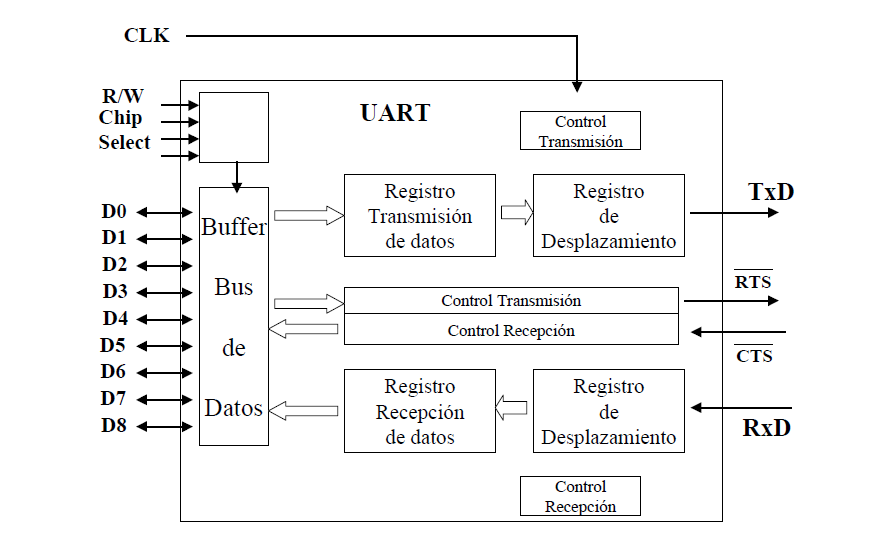 CLK
R/W
Chip
Select
UART
Control
Transmisión
D0
D1
D2
D3
D4
D5
D6
D7
D8
Buffer
Bus
de
Datos
Registro
Transmisión
de datos
Registro
de
Desplazamiento
TxD
Control Transmisión
RTS
Control Recepción
CTS
Registro
Recepción
de datos
Registro
de
Desplazamiento
RxD
Control
Recepción